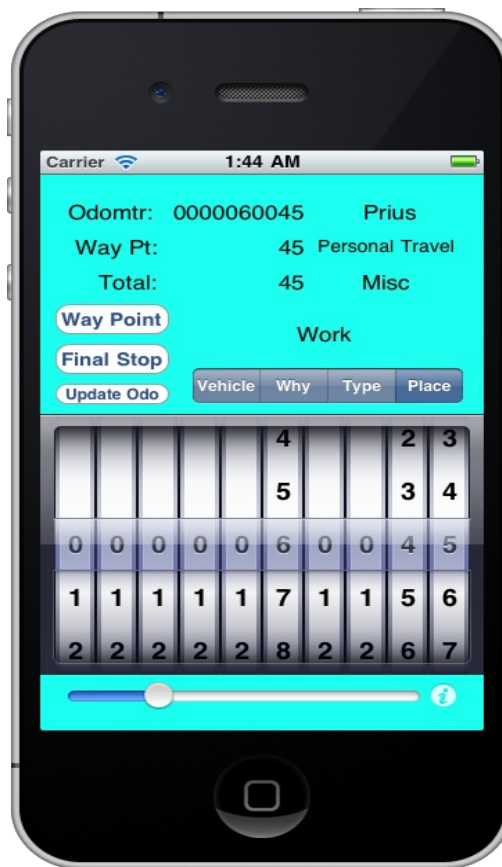 Carrier 1:44 AM
Odomtr: 0000060045 Prius
Way Pt: 45 Personal Travel
Total: 45 Misc
Way Point
Work
Final Stop
Update Odo
Vehicle Why Type Place
4 2 3
5 3 4
0 0 0 0 0 6 0 0 4 5
1 1 1 1 1 7 1 1 5 6
2 2 2 2 2 8 2 2 6 7
i